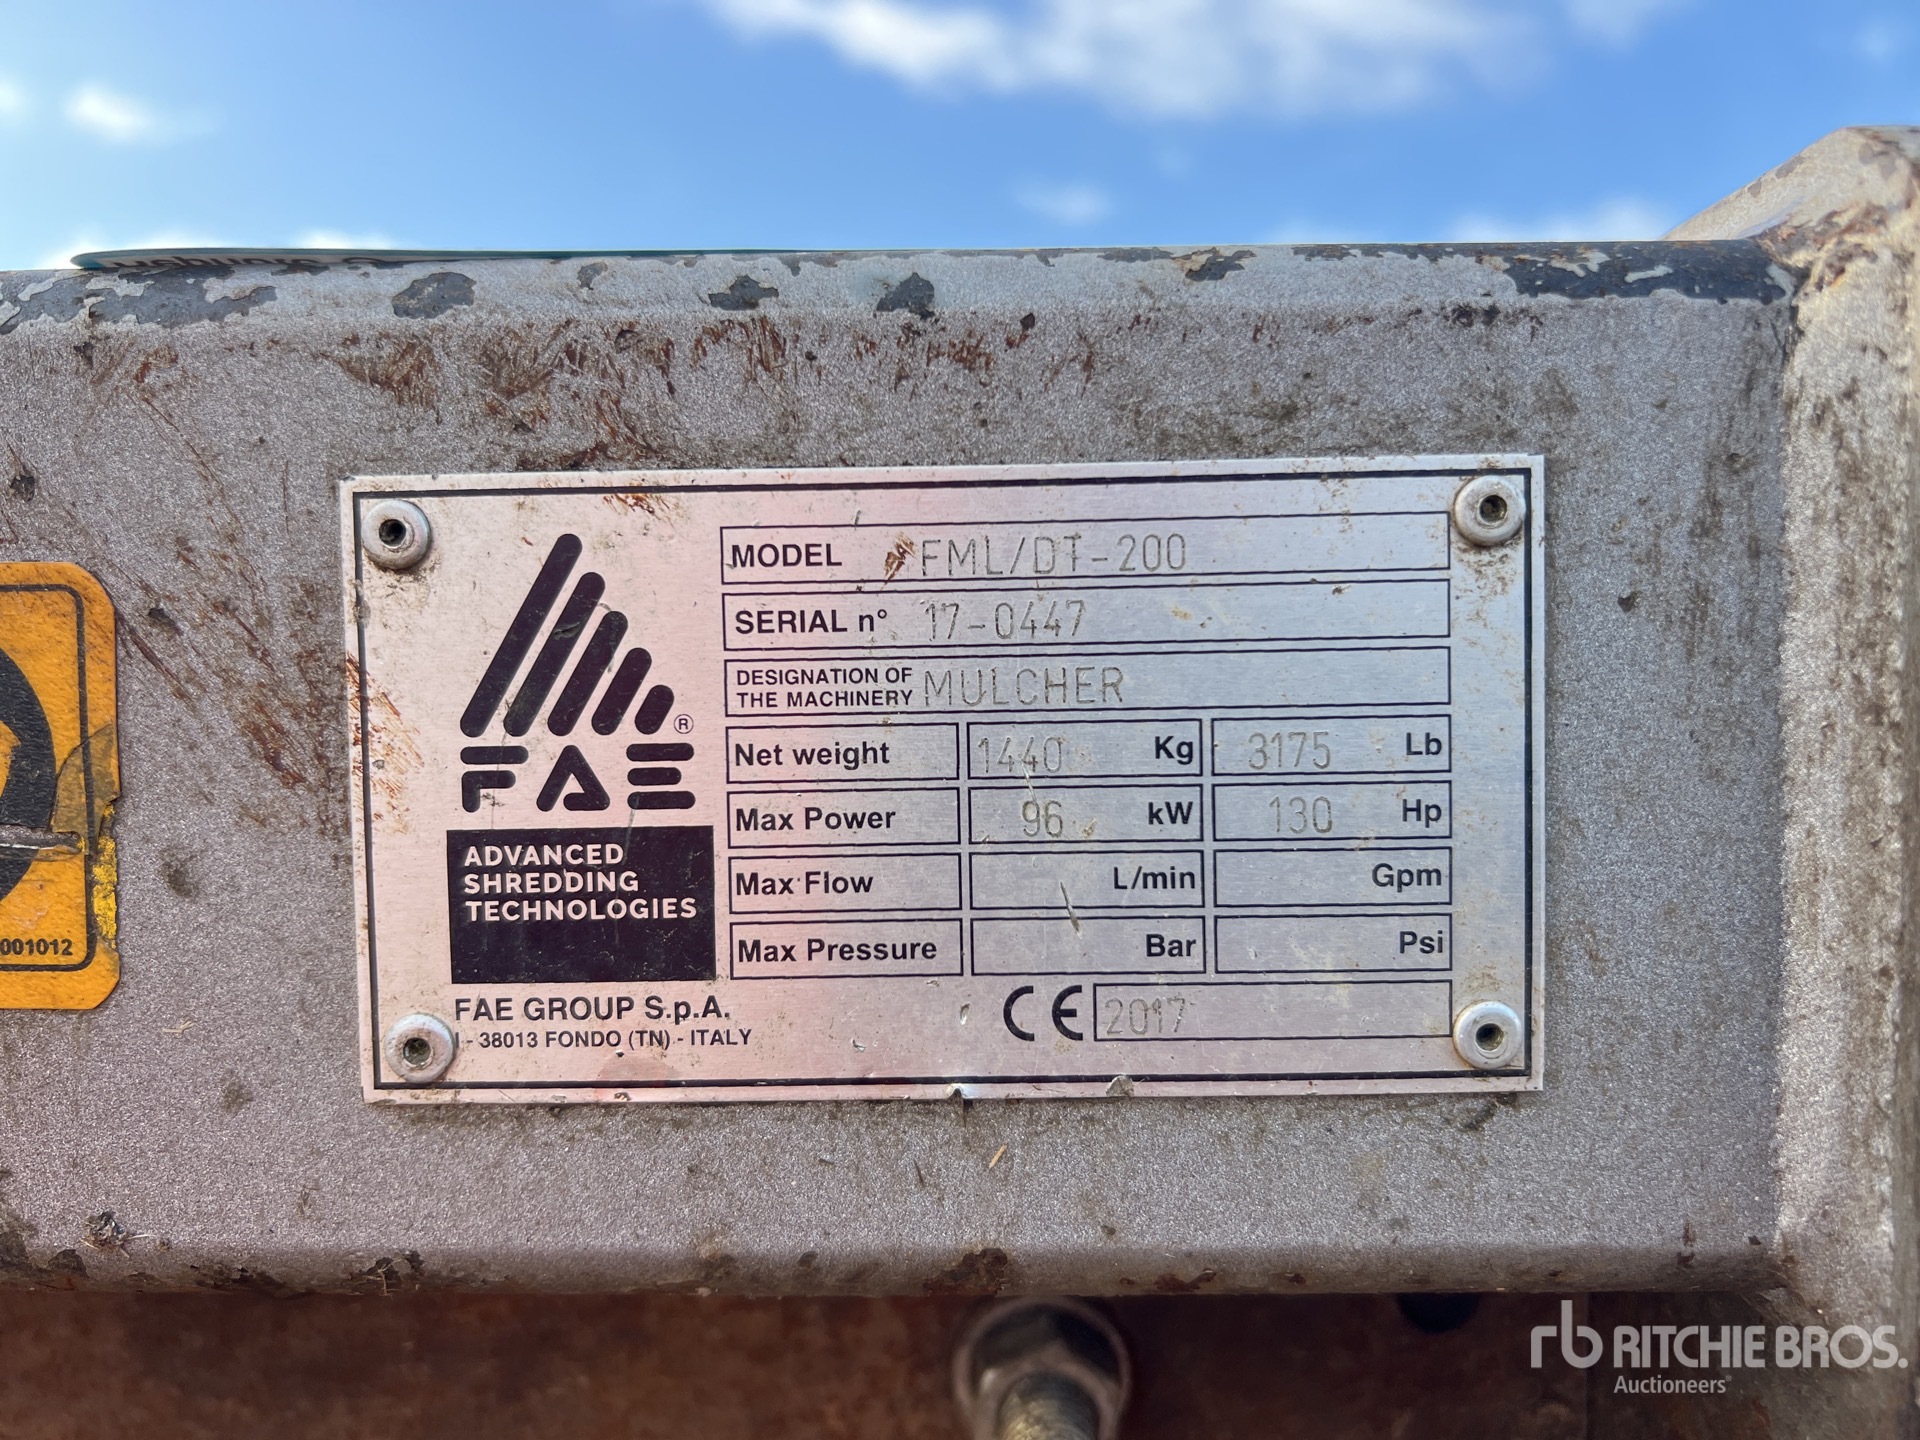 MODEL FML/DT-200
SERIAL n° 17-0447
DESIGNATION OF
THE MACHINERY MULCHER
Net weight 1440 Kg 3175 Lb
Max Power 96 kW 130 Hp
Max Flow L/min Gpm
Max Pressure Bar Psi
CE 2017
FAE®
ADVANCED
SHREDDING
TECHNOLOGIES
FAE GROUP S.p.A.
I - 38013 FONDO (TN) - ITALY
001012
rb RITCHIE BROS.
Auctioneers